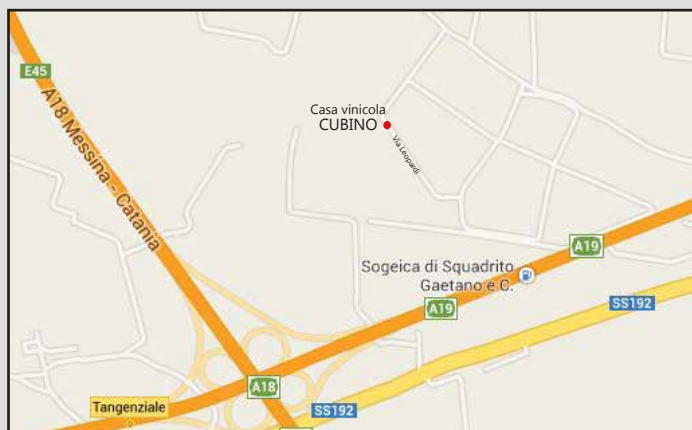 E45
A18 Messina - Catania
Casa vinicola
CUBINO
Via Leopardi
A19
Sogeica di Squadrito
Gaetano e C.
A19
SS192
A18
Tangenziale
SS192